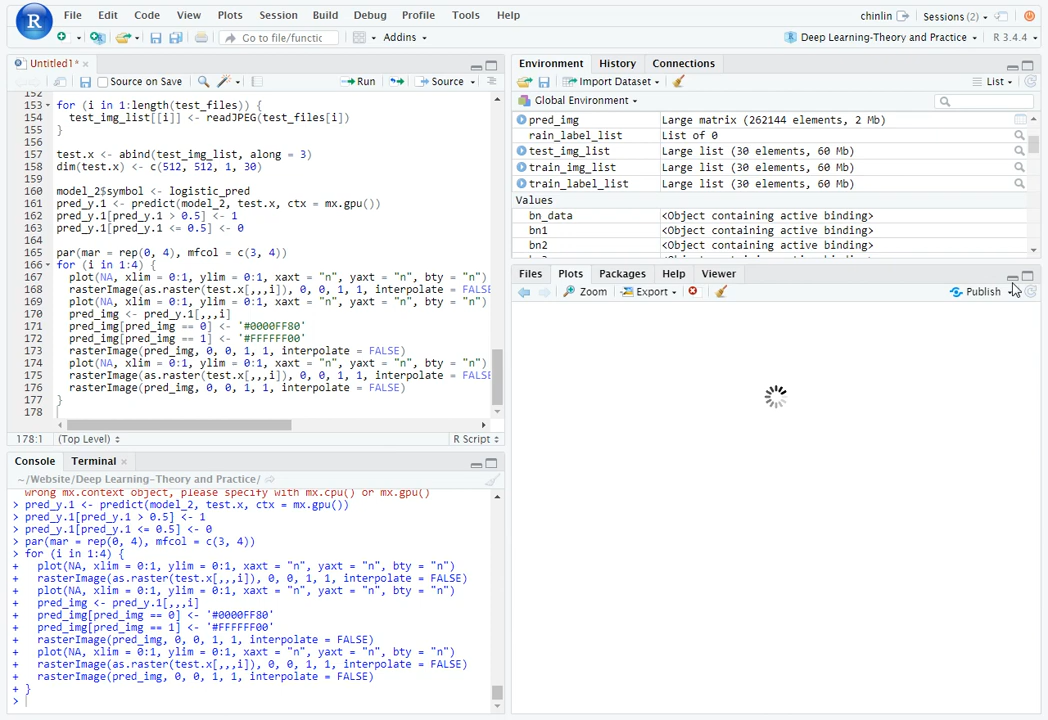 File Edit Code View Plots Session Build Debug Profile Tools Help
chinlin Sessions (2)
Go to file/functic Addins
Deep Learning-Theory and Practice R 3.4.4
Untitled1*
Source on Save Run Source
152
153 for (i in 1:length(test_files)) {
154 test_img_list[[i]] <- readJPEG(test_files[i])
155 }
156
157 test.x <- abind(test_img_list, along = 3)
158 dim(test.x) <- c(512, 512, 1, 30)
159
160 model_2$symbol <- logistic_pred
161 pred_y.1 <- predict(model_2, test.x, ctx = mx.gpu())
162 pred_y.1[pred_y.1 > 0.5] <- 1
163 pred_y.1[pred_y.1 <= 0.5] <- 0
164
165 par(mar = rep(0, 4), mfcol = c(3, 4))
166 for (i in 1:4) {
167 plot(NA, xlim = 0:1, ylim = 0:1, xaxt = "n", yaxt = "n", bty = "n")
168 rasterImage(as.raster(test.x[,,,i]), 0, 0, 1, 1, interpolate = FALSE
169 plot(NA, xlim = 0:1, ylim = 0:1, xaxt = "n", yaxt = "n", bty = "n")
170 pred_img <- pred_y.1[,,,i]
171 pred_img[pred_img == 0] <- '#0000FF80'
172 pred_img[pred_img == 1] <- '#FFFFFF00'
173 rasterImage(pred_img, 0, 0, 1, 1, interpolate = FALSE)
174 plot(NA, xlim = 0:1, ylim = 0:1, xaxt = "n", yaxt = "n", bty = "n")
175 rasterImage(as.raster(test.x[,,,i]), 0, 0, 1, 1, interpolate = FALSE
176 rasterImage(pred_img, 0, 0, 1, 1, interpolate = FALSE)
177 }
178
178:1 (Top Level) R Script
Console Terminal
~/Website/Deep Learning-Theory and Practice/
wrong mx.context object, please specify with mx.cpu() or mx.gpu()
> pred_y.1 <- predict(model_2, test.x, ctx = mx.gpu())
> pred_y.1[pred_y.1 > 0.5] <- 1
> pred_y.1[pred_y.1 <= 0.5] <- 0
> par(mar = rep(0, 4), mfcol = c(3, 4))
> for (i in 1:4) {
+ plot(NA, xlim = 0:1, ylim = 0:1, xaxt = "n", yaxt = "n", bty = "n")
+ rasterImage(as.raster(test.x[,,,i]), 0, 0, 1, 1, interpolate = FALSE)
+ plot(NA, xlim = 0:1, ylim = 0:1, xaxt = "n", yaxt = "n", bty = "n")
+ pred_img <- pred_y.1[,,,i]
+ pred_img[pred_img == 0] <- '#0000FF80'
+ pred_img[pred_img == 1] <- '#FFFFFF00'
+ rasterImage(pred_img, 0, 0, 1, 1, interpolate = FALSE)
+ plot(NA, xlim = 0:1, ylim = 0:1, xaxt = "n", yaxt = "n", bty = "n")
+ rasterImage(as.raster(test.x[,,,i]), 0, 0, 1, 1, interpolate = FALSE)
+ rasterImage(pred_img, 0, 0, 1, 1, interpolate = FALSE)
+ }
>
Environment History Connections
Import Dataset List
Global Environment
pred_img Large matrix (262144 elements, 2 Mb)
rain_label_list List of 0
test_img_list Large list (30 elements, 60 Mb)
train_img_list Large list (30 elements, 60 Mb)
train_label_list Large list (30 elements, 60 Mb)
Values
bn_data <Object containing active binding>
bn1 <Object containing active binding>
bn2 <Object containing active binding>
Files Plots Packages Help Viewer
Zoom Export Publish